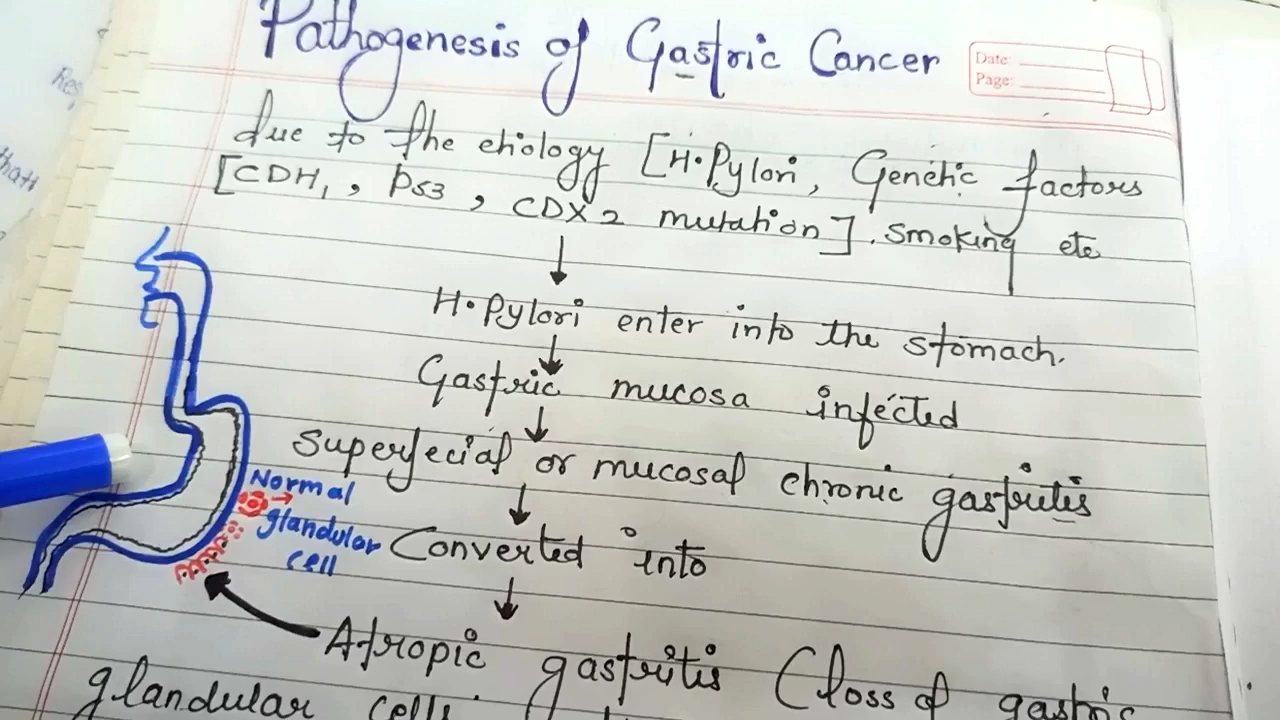 Pathogenesis of Gastric Cancer
Date:
Page:
due to the etiology [H.Pylori, Genetic factors
[CDH1, P53, CDX2 mutation]. smoking etc
↓
H.Pylori enter into the stomach.
↓
Gastric mucosa infected
↓
Superfecial or mucosal chronic gastritis
↓
Converted into
↓
Normal
glandular
cell
Atropic gastritis (loss of gastric
glandular cell